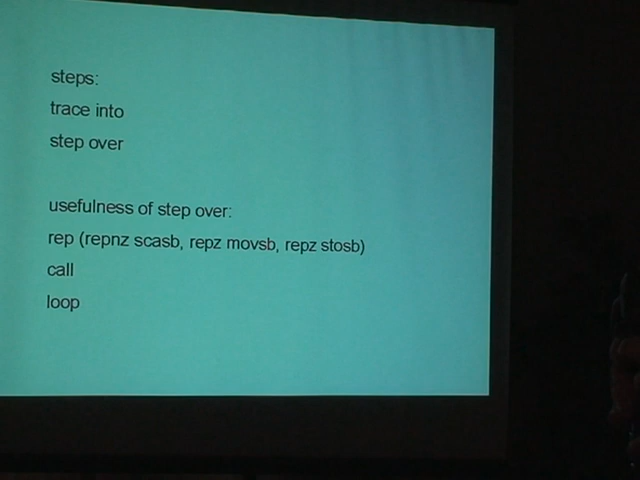 steps:
trace into
step over
usefulness of step over:
rep (repnz scasb, repz movsb, repz stosb)
call
loop